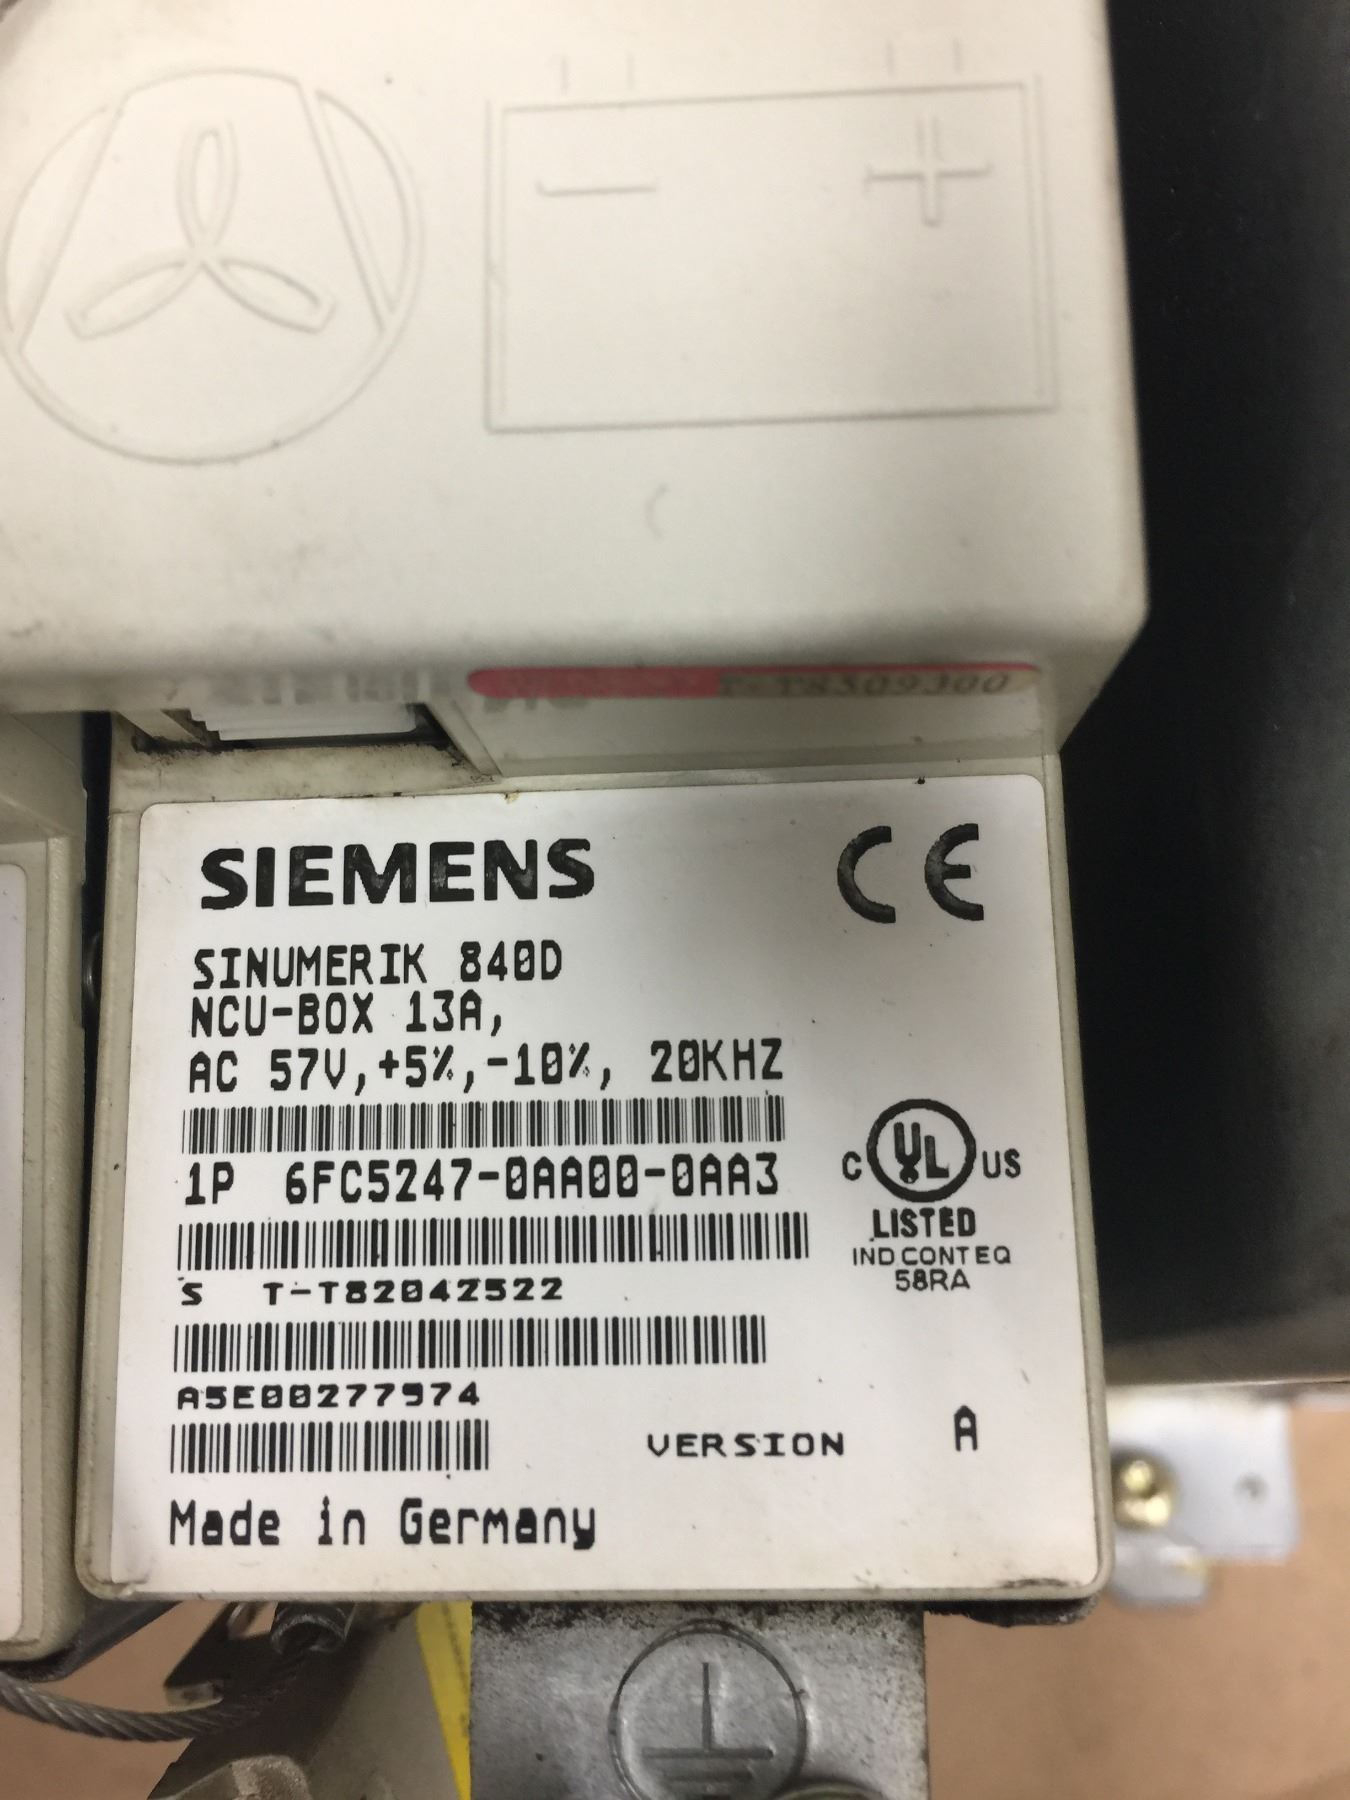 T-T8309300
SIEMENS CE
SINUMERIK 840D
NCU-BOX 13A,
AC 57V,+5%,-10%, 20KHZ
1P 6FC5247-0AA00-0AA3
C UL US
LISTED
IND.CONT.EQ
58RA
S T-T82042522
A5E00277974
VERSION A
Made in Germany